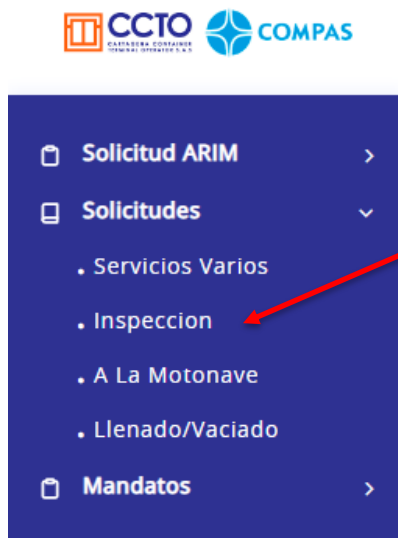 CCTO
CARTAGENA CONTAINER
TERMINAL OPERATOR S.A.S
COMPAS
Solicitud ARIM
Solicitudes
Servicios Varios
Inspeccion
A La Motonave
Llenado/Vaciado
Mandatos